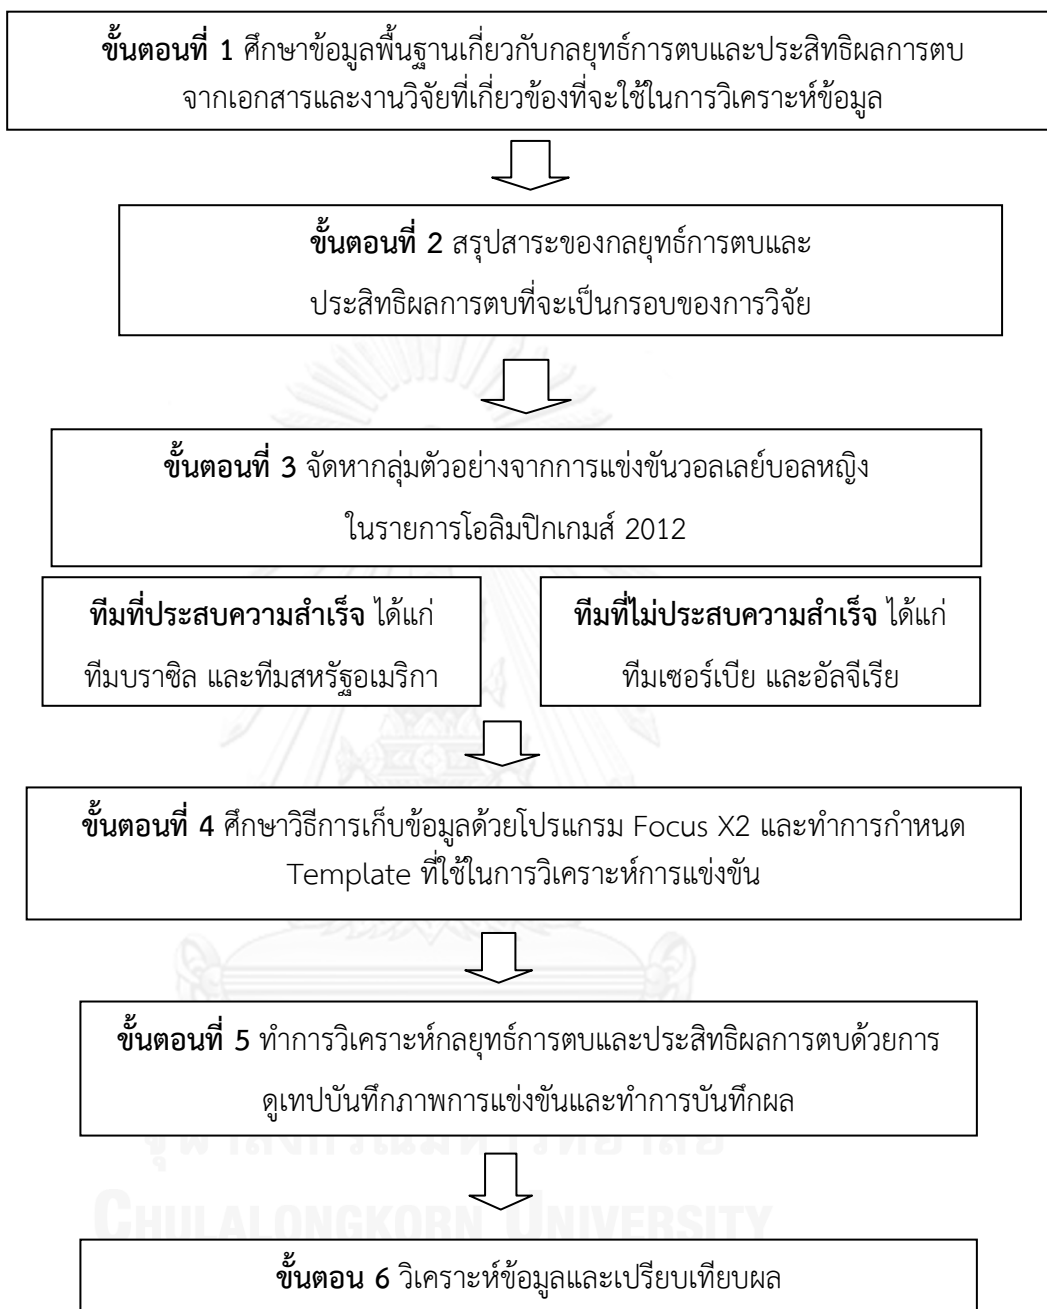 ขั้นตอนที่ 1 ศึกษาข้อมูลพื้นฐานเกี่ยวกับกลยุทธ์การตบและประสิทธิผลการตบ
จากเอกสารและงานวิจัยที่เกี่ยวข้องที่จะใช้ในการวิเคราะห์ข้อมูล
ขั้นตอนที่ 2 สรุปสาระของกลยุทธ์การตบและ
ประสิทธิผลการตบที่จะเป็นกรอบของการวิจัย
ขั้นตอนที่ 3 จัดหากลุ่มตัวอย่างจากการแข่งขันวอลเลย์บอลหญิง
ในรายการโอลิมปิกเกมส์ 2012
ทีมที่ประสบความสำเร็จ ได้แก่
ทีมบราซิล และทีมสหรัฐอเมริกา
ทีมที่ไม่ประสบความสำเร็จ ได้แก่
ทีมเซอร์เบีย และอัลจีเรีย
ขั้นตอนที่ 4 ศึกษาวิธีการเก็บข้อมูลด้วยโปรแกรม Focus X2 และทำการกำหนด
Template ที่ใช้ในการวิเคราะห์การแข่งขัน
ขั้นตอนที่ 5 ทำการวิเคราะห์กลยุทธ์การตบและประสิทธิผลการตบด้วยการ
ดูเทปบันทึกภาพการแข่งขันและทำการบันทึกผล
จุฬาลงกรณ์มหาวิทยาลัย
CHULALONGKORN UNIVERSITY
ขั้นตอน 6 วิเคราะห์ข้อมูลและเปรียบเทียบผล